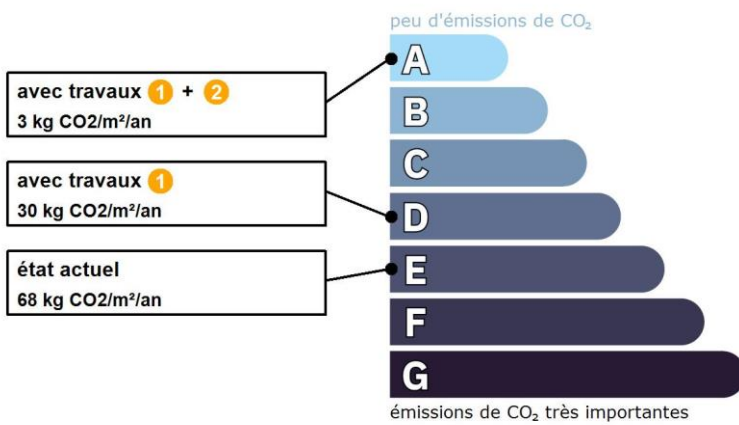 peu d'émissions de CO₂
A
avec travaux 1 + 2
3 kg CO2/m²/an
B
C
avec travaux 1
30 kg CO2/m²/an
D
état actuel
68 kg CO2/m²/an
E
F
G
émissions de CO₂ très importantes